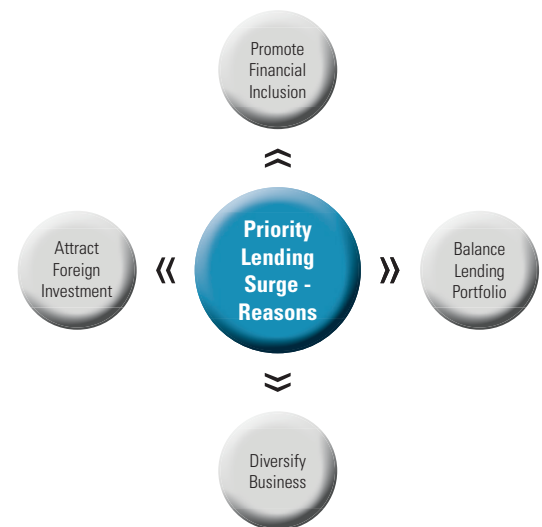 Promote
Financial
Inclusion
Attract
Foreign
Investment
Priority
Lending
Surge -
Reasons
Balance
Lending
Portfolio
Diversify
Business